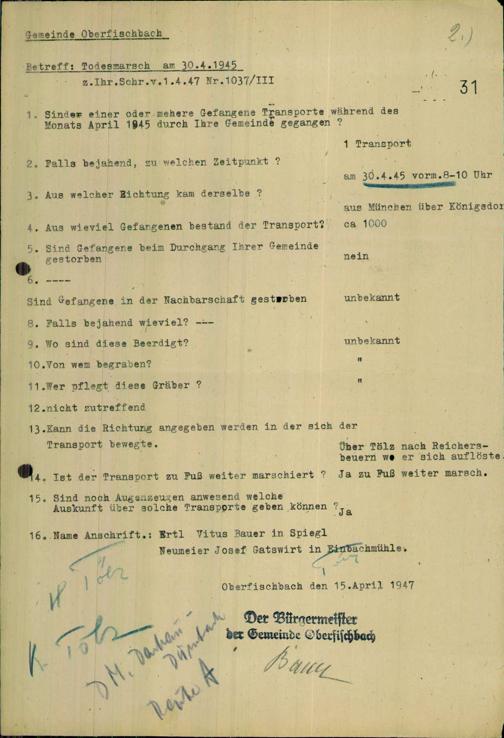 Gemeinde Oberfischbach
2.)
Betreff: Todesmarsch am 30.4.1945
z.Ihr.Schr.v.1.4.47 Nr.1037/III
31
1. Sinder einer oder mehere Gefangene Transporte während des
Monats April 1945 durch Ihre Gemeinde gegangen ?
1 Transport
2. Falls bejahend, zu welchen Zeitpunkt ?
am 30.4.45 vorm.8-10 Uhr
3. Aus welcher Richtung kam derselbe ?
aus München über Königsdor
4. Aus wieviel Gefangenen bestand der Transport?
ca 1000
5. Sind Gefangene beim Durchgang Ihrer Gemeinde
gestorben
nein
6. ----
Sind Gefangene in der Nachbarschaft gestorben
unbekannt
8. Falls bejahend wieviel? ---
9. Wo sind diese Beerdigt?
unbekannt
10.Von wem begraben?
"
11.Wer pflegt diese Gräber ?
"
12.nicht zutreffend
13.Kann die Richtung angegeben werden in der sich der
Transport bewegte.
Über Tölz nach Reichers-
beuern wo er sich auflöste.
14. Ist der Transport zu Fuß weiter marschiert ?
Ja zu Fuß weiter marsch.
15. Sind noch Augenzeugen anwesend welche
Auskunft über solche Transporte geben können ?
Ja
16. Name Anschrift.: Ertl Vitus Bauer in Spiegl
Neumeier Josef Gatswirt in Einbachmühle.
Tölz
Oberfischbach den 15.April 1947
H Tölz
K. Tölz
Der Bürgermeister
der Gemeinde Oberfischbach
Bauer
DM. Dachau-
Route A